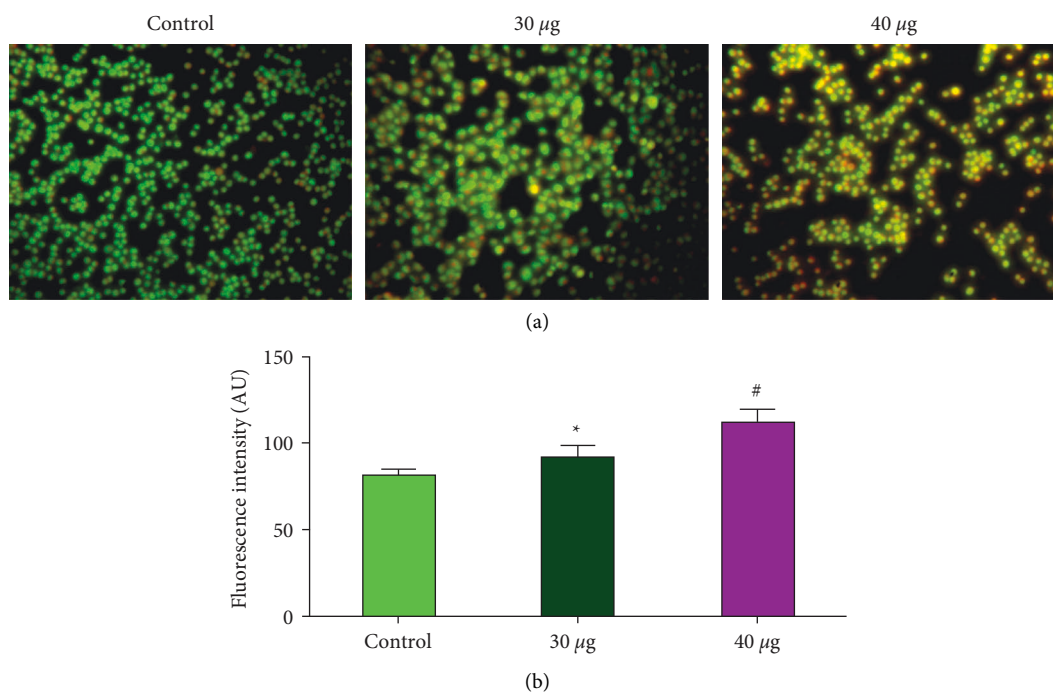 Control 30 µg 40 µg
(a)
150
100
50
0
Fluorescence intensity (AU)
*
#
Control 30 µg 40 µg
(b)